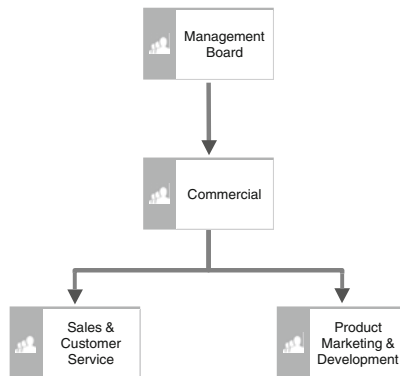 Management
Board
Commercial
Sales &
Customer
Service
Product
Marketing &
Development